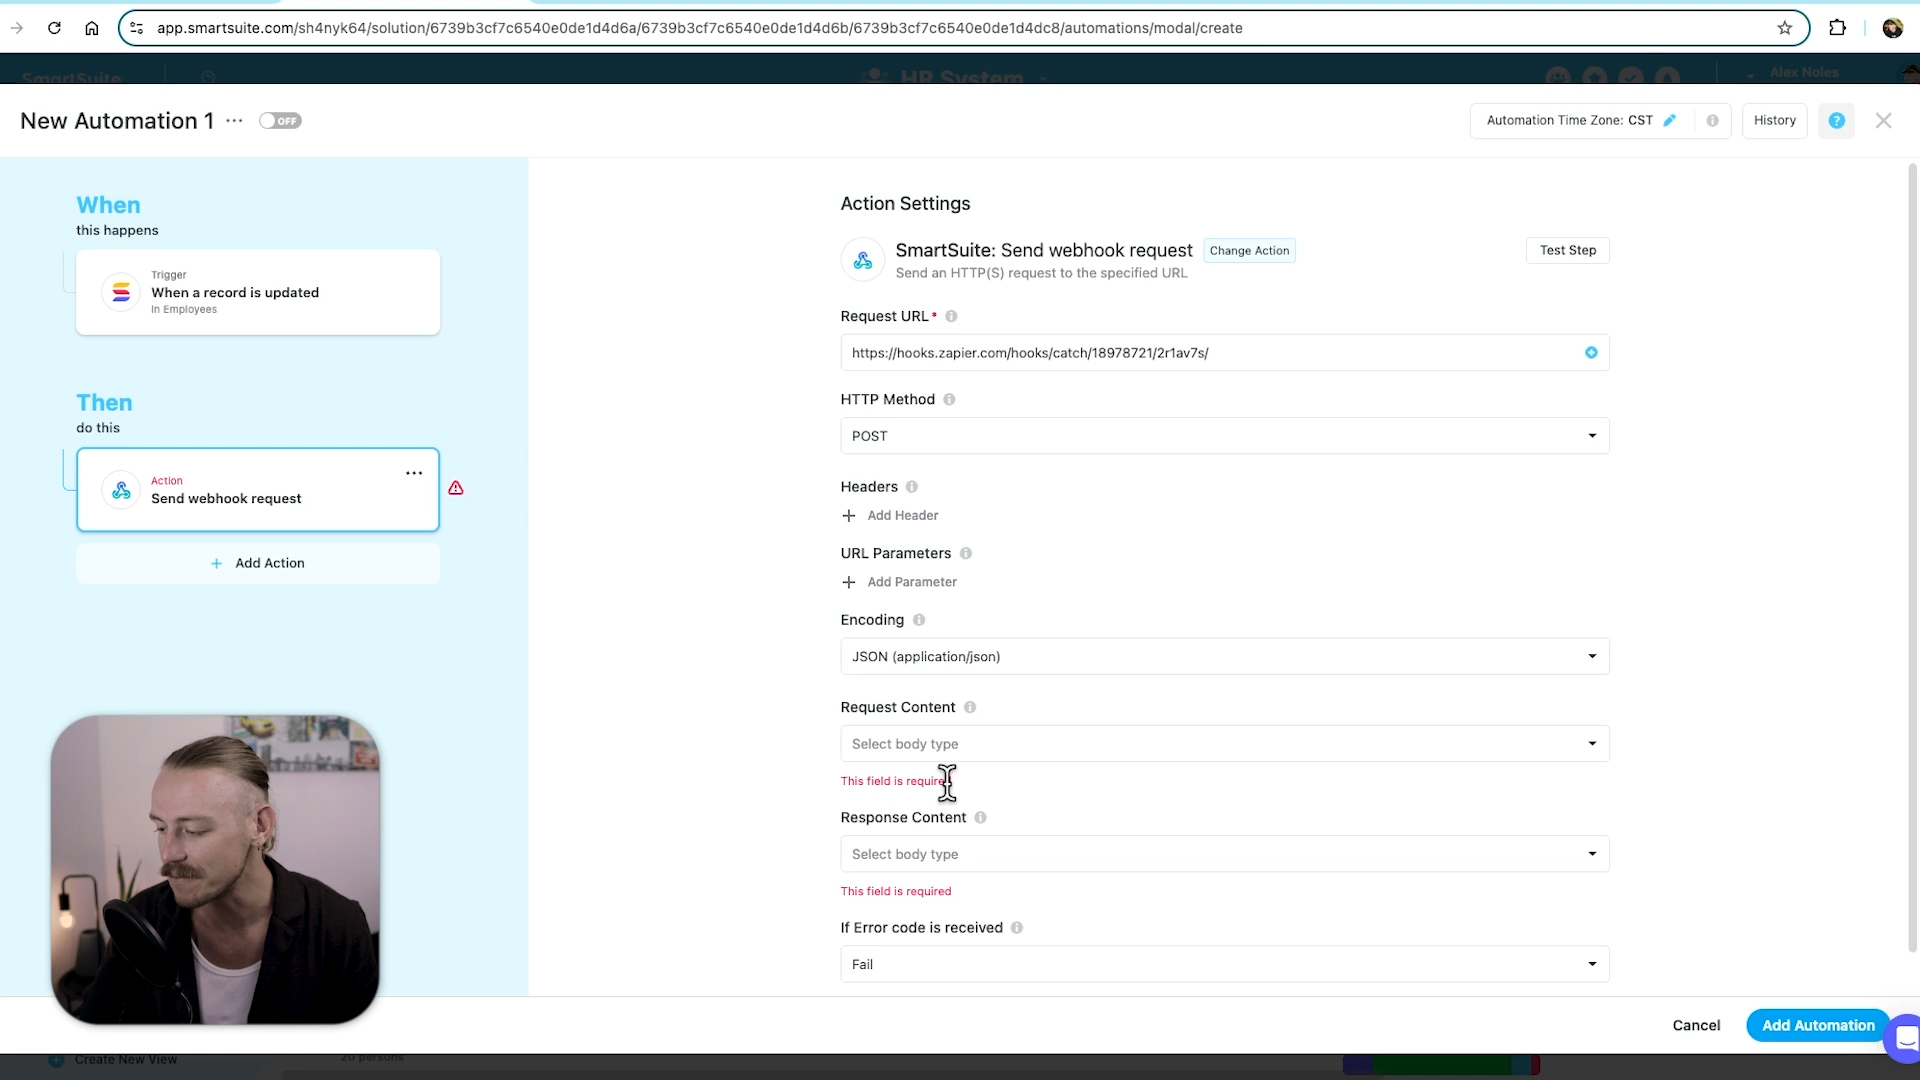 app.smartsuite.com/sh4nyk64/solution/6739b3cf7c6540e0de1d4d6a/6739b3cf7c6540e0de1d4d6b/6739b3cf7c6540e0de1d4dc8/automations/modal/create
SmartSuite
HR System
Alex Noles
New Automation 1
OFF
Automation Time Zone: CST
History
When
this happens
Trigger
When a record is updated
In Employees
Then
do this
Action
Send webhook request
+ Add Action
Action Settings
SmartSuite: Send webhook request
Change Action
Send an HTTP(S) request to the specified URL
Test Step
Request URL*
https://hooks.zapier.com/hooks/catch/18978721/2r1av7s/
HTTP Method
POST
Headers
+ Add Header
URL Parameters
+ Add Parameter
Encoding
JSON (application/json)
Request Content
Select body type
This field is required
Response Content
Select body type
This field is required
If Error code is received
Fail
Cancel
Add Automation
Create New View
20 persons